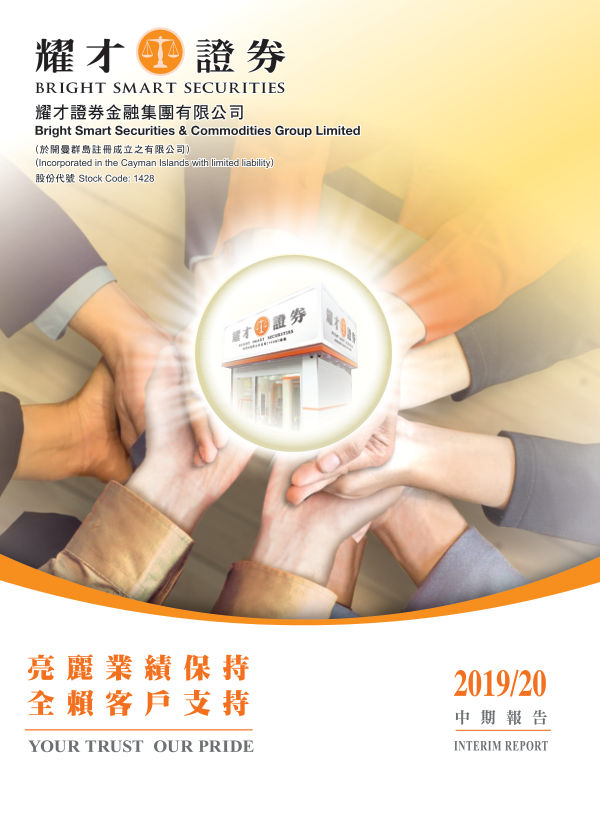 耀才證券
BRIGHT SMART SECURITIES
耀才證券金融集團有限公司
Bright Smart Securities & Commodities Group Limited
(於開曼群島註冊成立之有限公司)
(Incorporated in the Cayman Islands with limited liability)
股份代號 Stock Code: 1428
耀才證券
BRIGHT SMART SECURITIES
耀才證券
亮麗業績保持
全賴客戶支持
YOUR TRUST OUR PRIDE
2019/20
中期報告
INTERIM REPORT